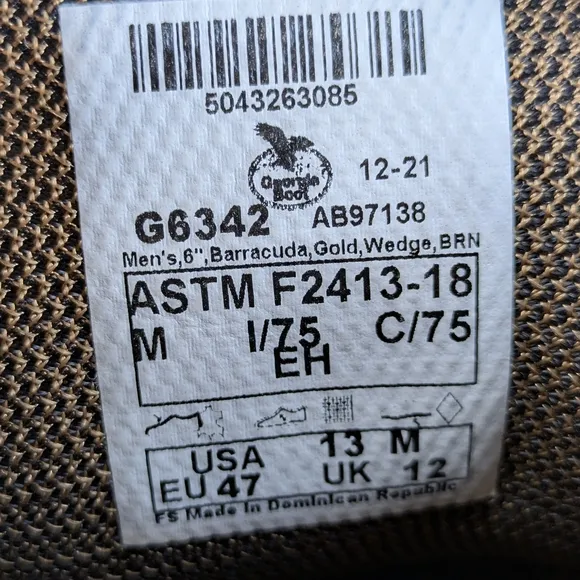 5043263085
Georgia
Boot
12-21
G6342 AB97138
Men's,6",Barracuda,Gold,Wedge,BRN
ASTM F2413-18
M I/75 C/75
EH
USA 13 M
EU 47 UK 12
FS Made in Dominican Republic